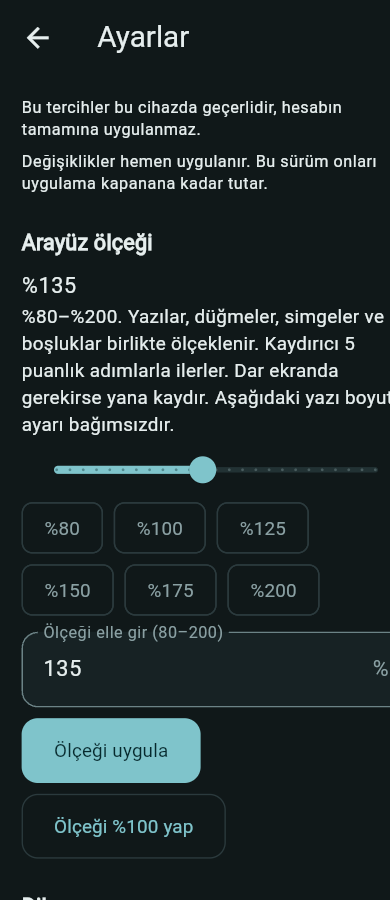 Ayarlar
Bu tercihler bu cihazda geçerlidir, hesabın
tamamına uygulanmaz.
Değişiklikler hemen uygulanır. Bu sürüm onları
uygulama kapanana kadar tutar.
Arayüz ölçeği
%135
%80–%200. Yazılar, düğmeler, simgeler ve
boşluklar birlikte ölçeklenir. Kaydırıcı 5
puanlık adımlarla ilerler. Dar ekranda
gerekirse yana kaydır. Aşağıdaki yazı boyut
ayarı bağımsızdır.
%80 %100 %125
%150 %175 %200
Ölçeği elle gir (80–200)
135 %
Ölçeği uygula
Ölçeği %100 yap